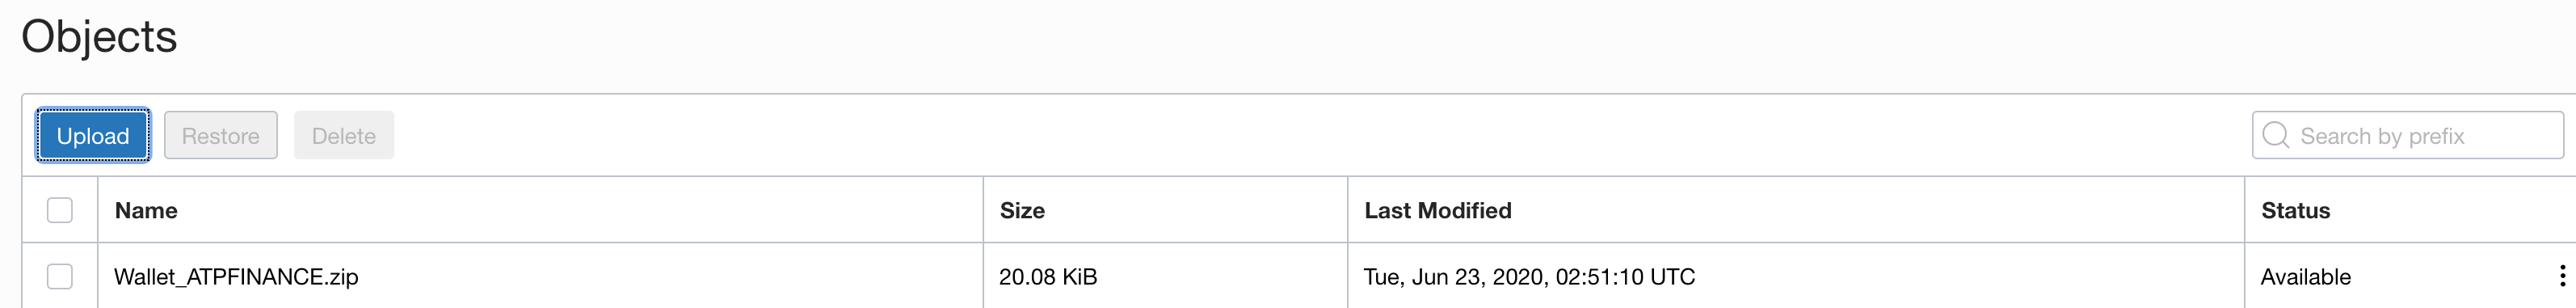 Objects
Upload Restore Delete Search by prefix
Name Size Last Modified Status
Wallet_ATPFINANCE.zip 20.08 KiB Tue, Jun 23, 2020, 02:51:10 UTC Available